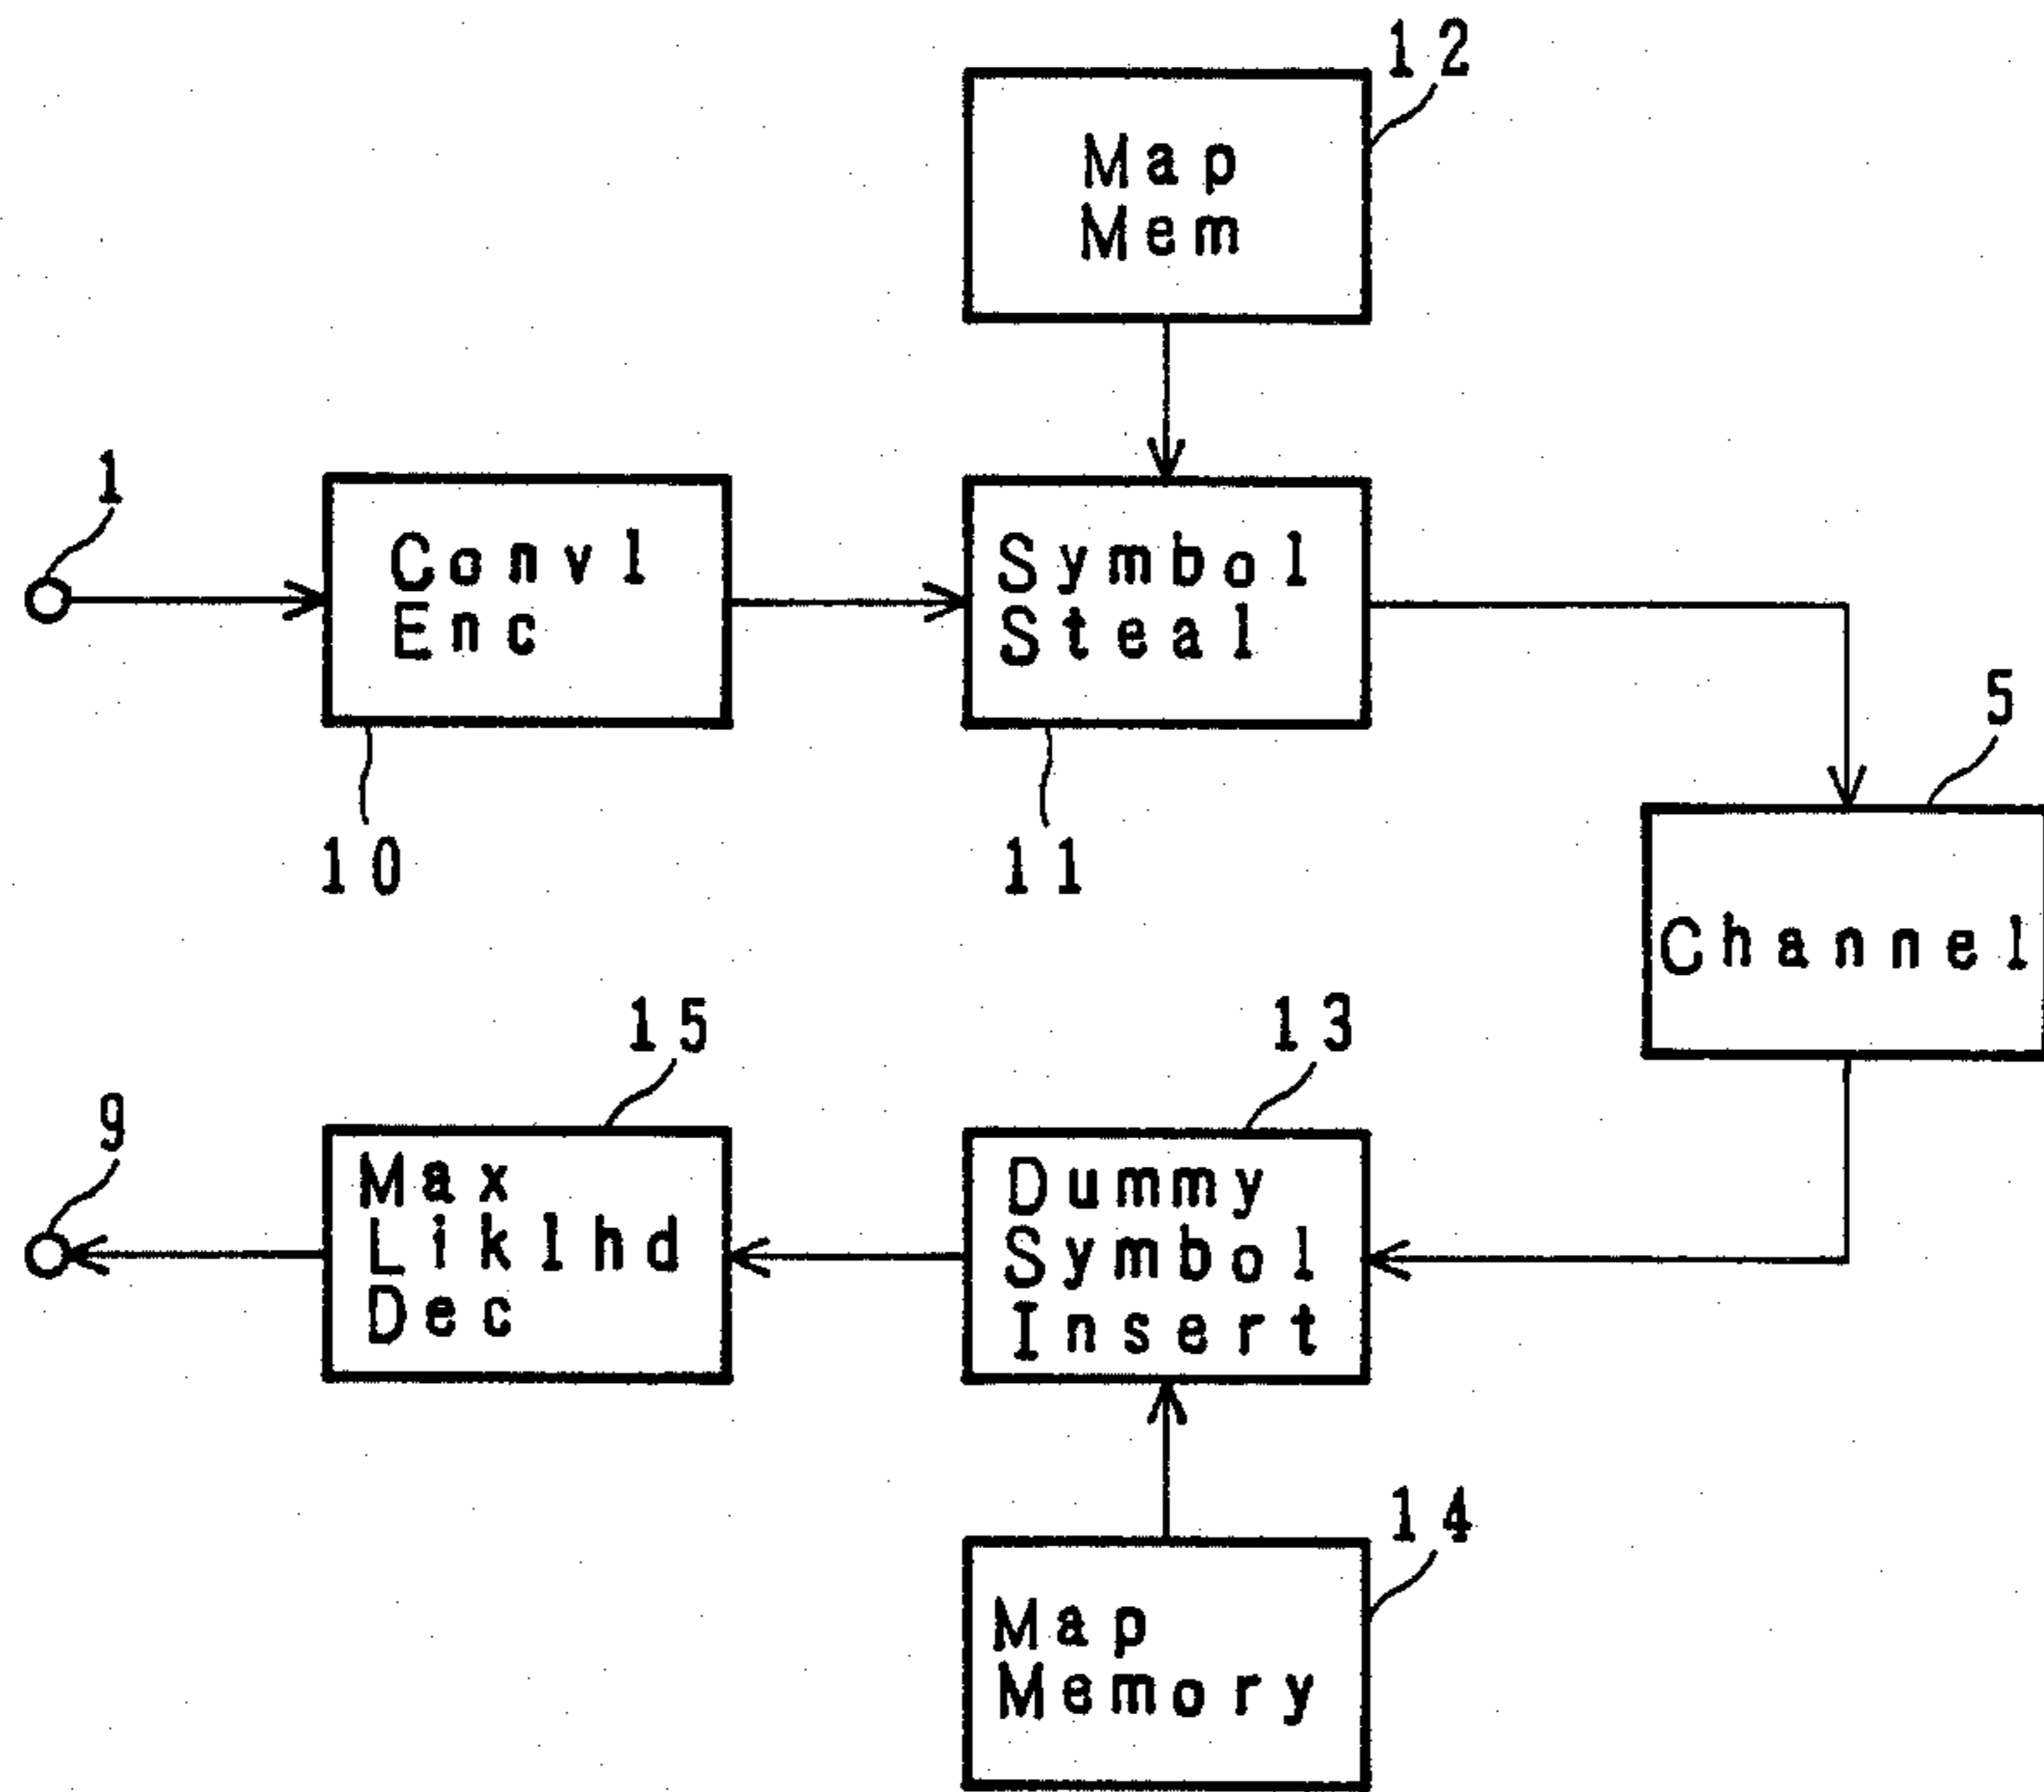 12
Map
Mem
1
Convl
Enc
Symbol
Steal
10
11
5
Channel
15
13
9
Max
Liklhd
Dec
Dummy
Symbol
Insert
14
Map
Memory